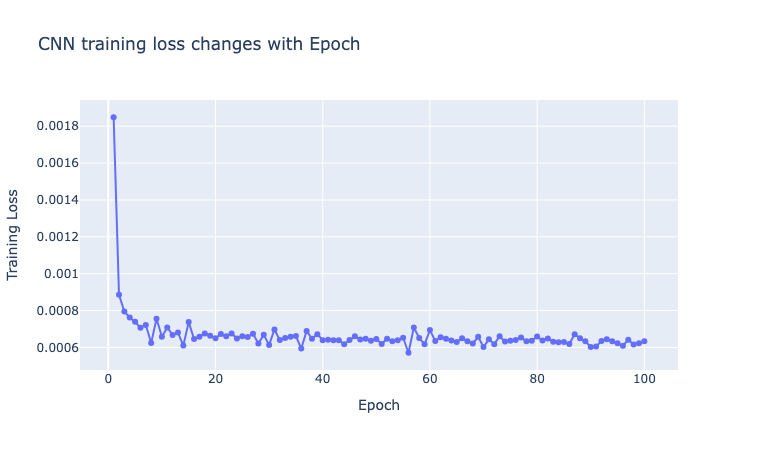 CNN training loss changes with Epoch
0.0018
0.0016
0.0014
0.0012
0.001
0.0008
0.0006
Training Loss
0 20 40 60 80 100
Epoch